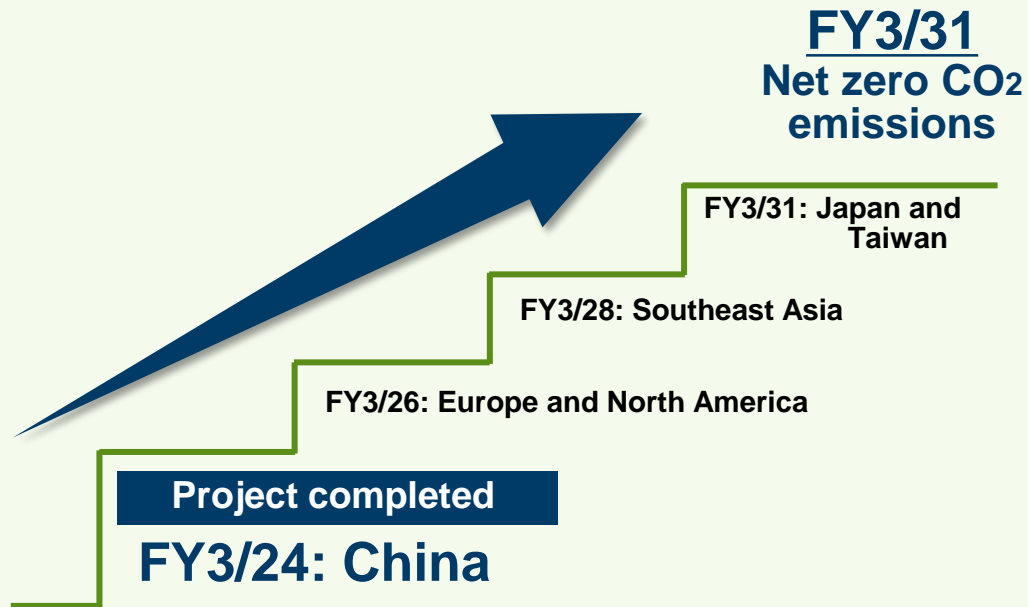 FY3/31
Net zero CO2
emissions
FY3/31: Japan and
Taiwan
FY3/28: Southeast Asia
FY3/26: Europe and North America
Project completed
FY3/24: China